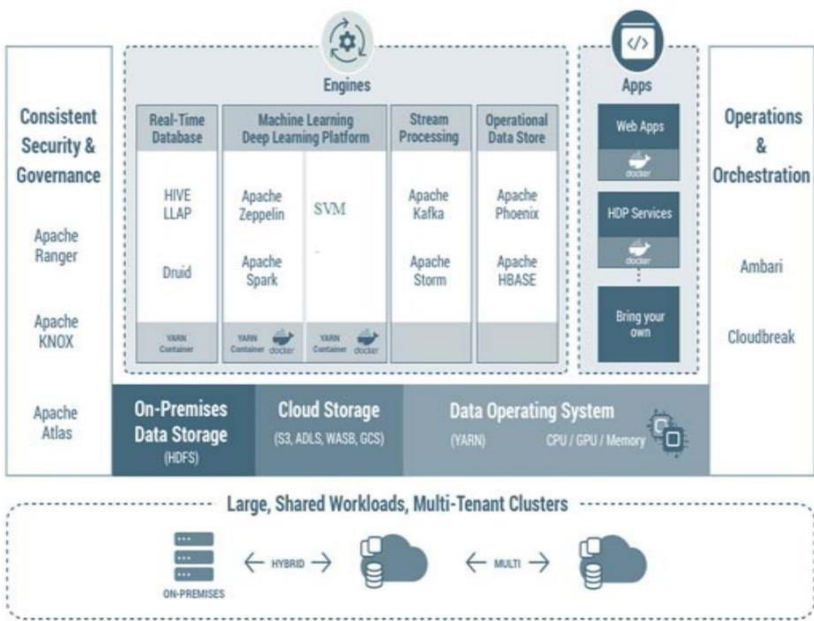 Engines
Apps
Consistent
Security &
Governance
Apache
Ranger
Apache
KNOX
Apache
Atlas
Real-Time
Database
HIVE
LLAP
Druid
YARN
Container
Machine Learning
Deep Learning Platform
Apache
Zeppelin
SVM
Apache
Spark
YARN
Container
docker
YARN
Container
docker
Stream
Processing
Apache
Kafka
Apache
Storm
Operational
Data Store
Apache
Phoenix
Apache
HBASE
Web Apps
docker
HDP Services
docker
Bring your
own
Operations
&
Orchestration
Ambari
Cloudbreak
On-Premises
Data Storage
(HDFS)
Cloud Storage
(S3, ADLS, WASB, GCS)
Data Operating System
(YARN) CPU / GPU / Memory
Large, Shared Workloads, Multi-Tenant Clusters
HYBRID
MULTI
ON-PREMISES